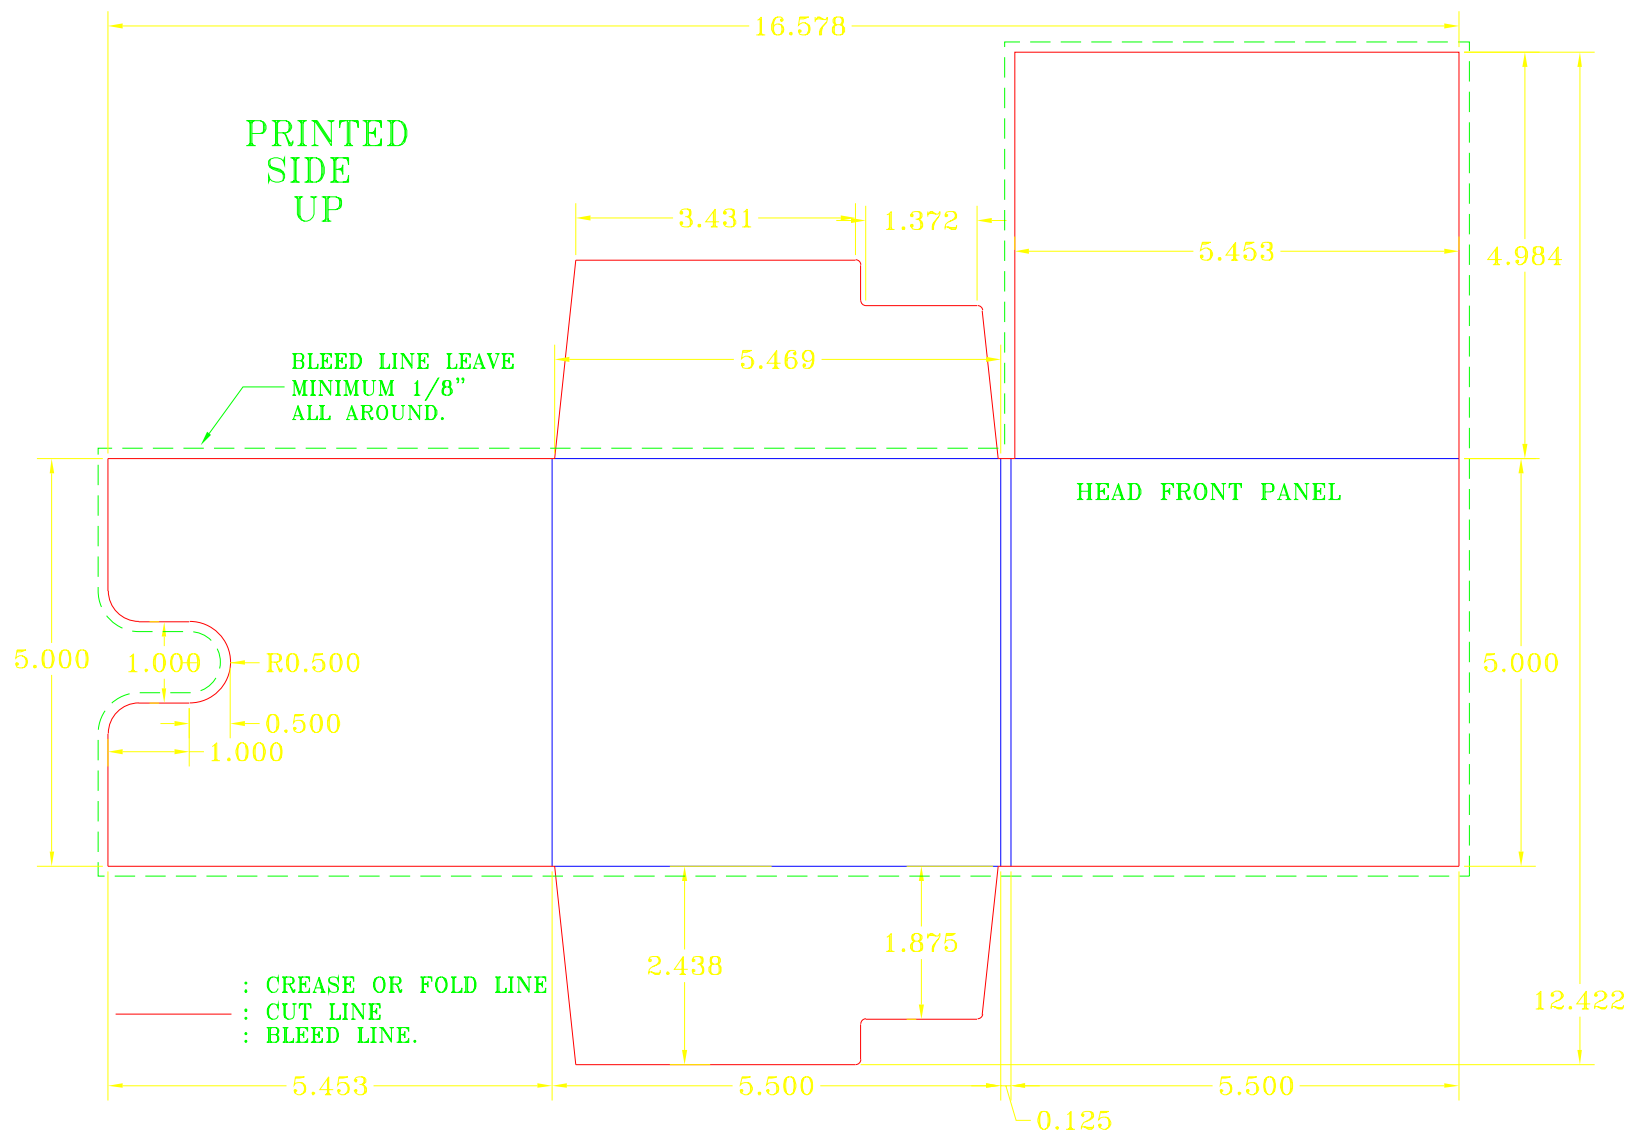 16.578
PRINTED
SIDE
UP
3.431
1.372
5.453
4.984
5.469
BLEED LINE LEAVE
MINIMUM 1/8"
ALL AROUND.
HEAD FRONT PANEL
5.000
1.000
R0.500
5.000
0.500
1.000
1.875
2.438
: CREASE OR FOLD LINE
: CUT LINE
: BLEED LINE.
12.422
5.453
5.500
5.500
0.125